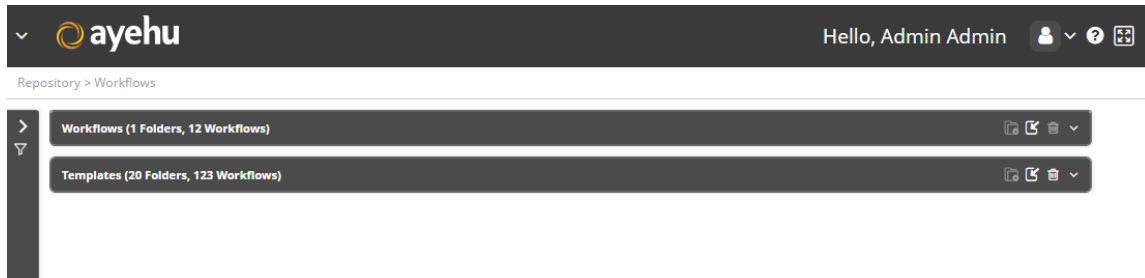 ayehu
Hello, Admin Admin
Repository > Workflows
Workflows (1 Folders, 12 Workflows)
Templates (20 Folders, 123 Workflows)